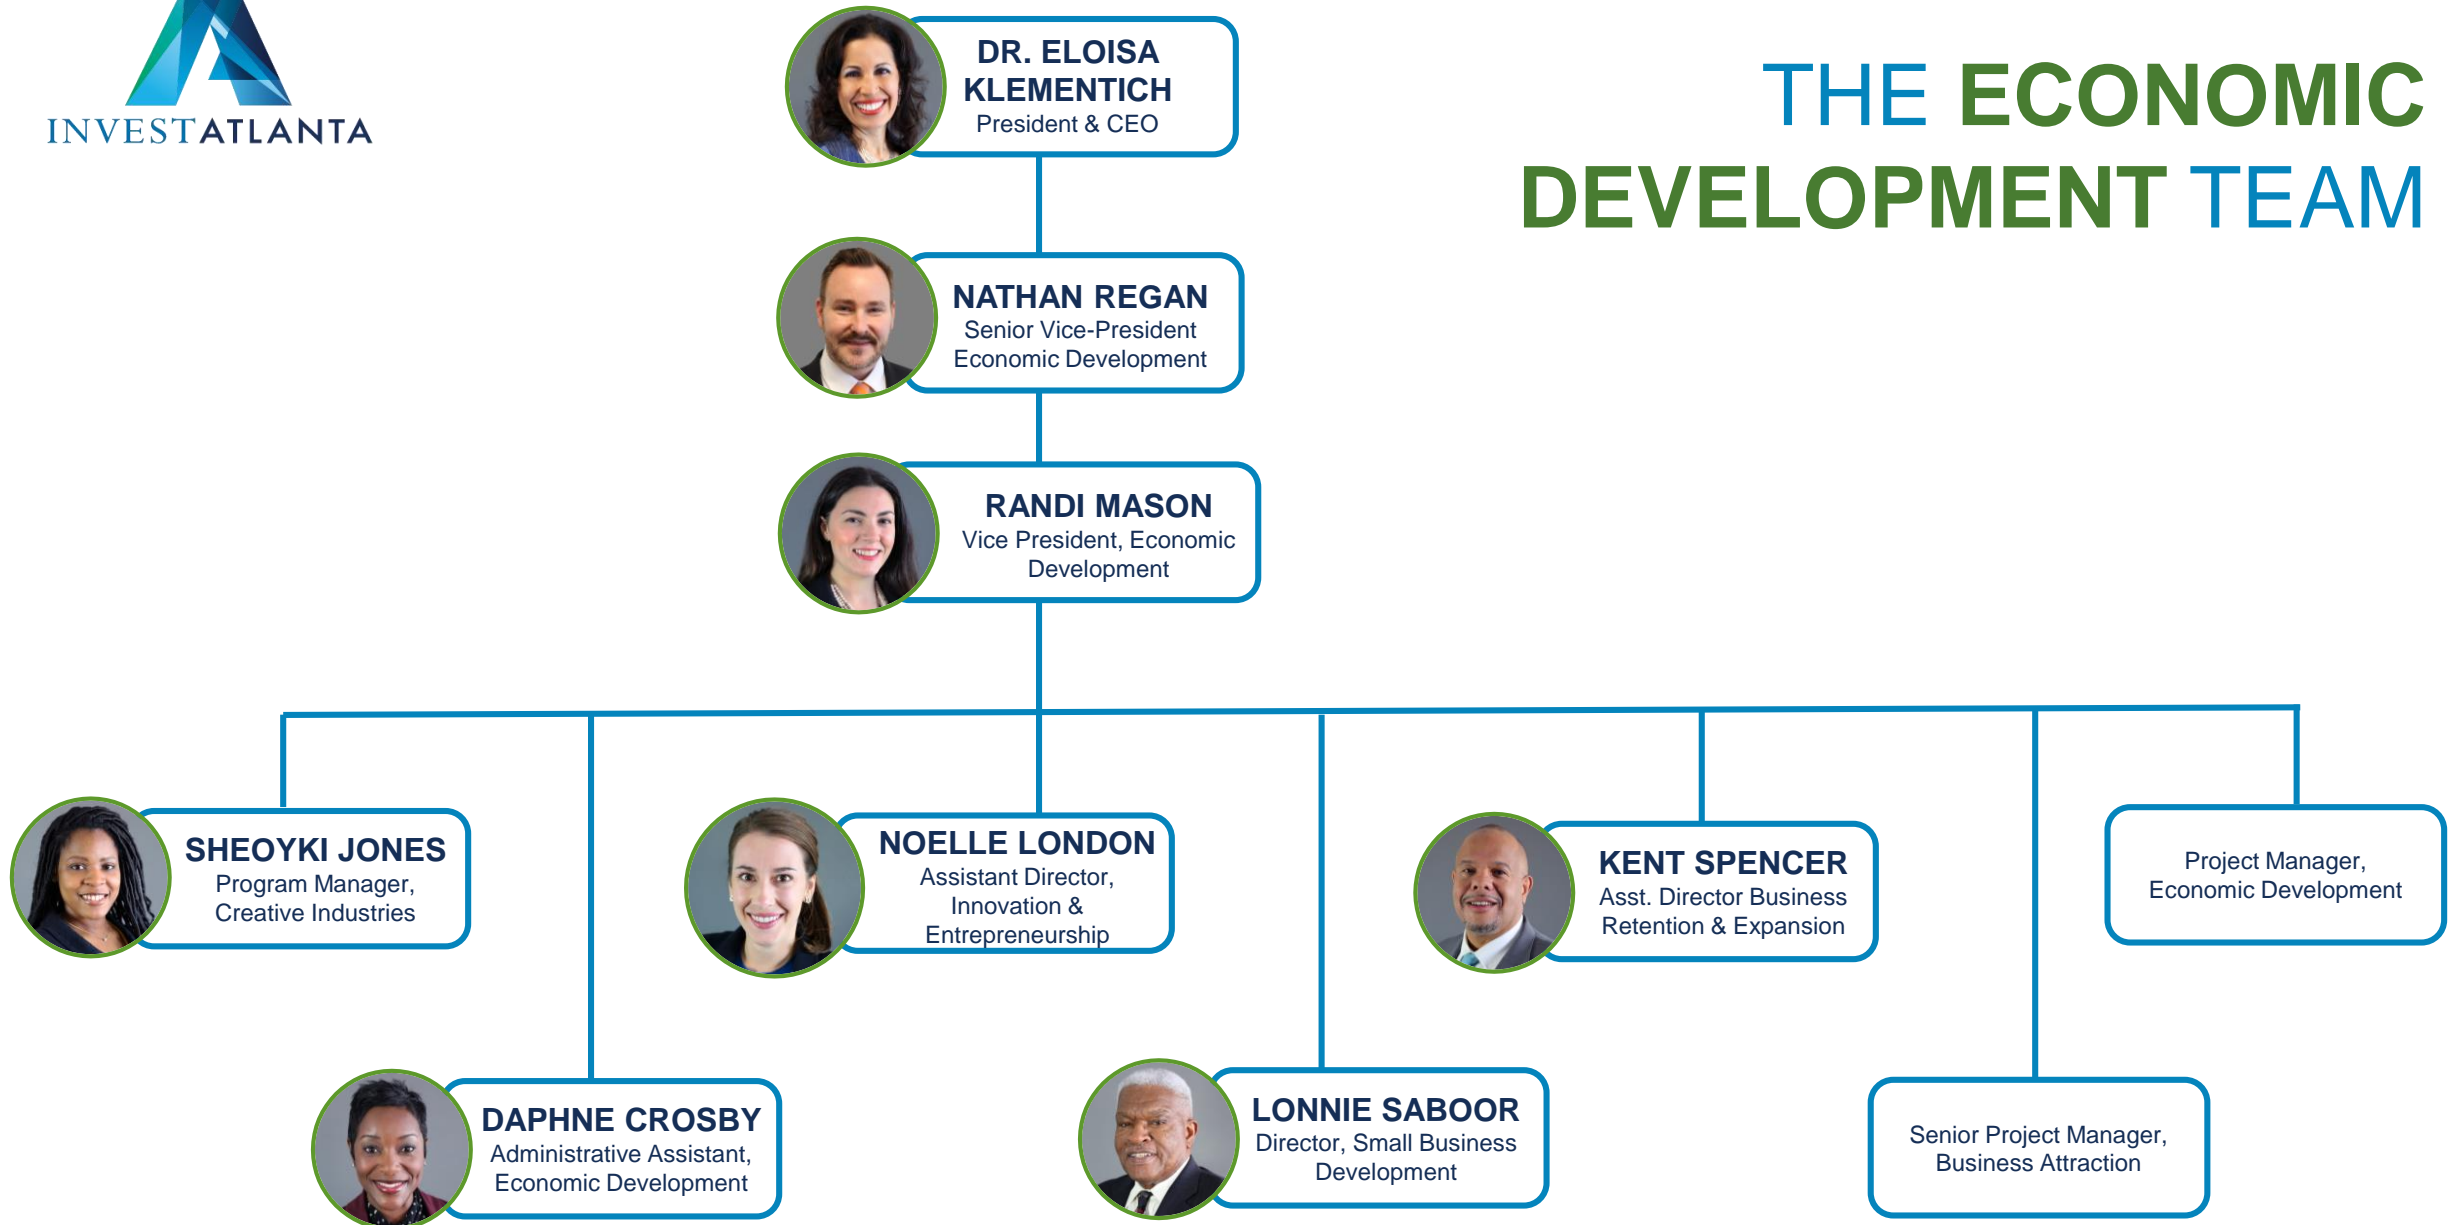 INVESTATLANTA
THE ECONOMIC
DEVELOPMENT TEAM
DR. ELOISA
KLEMENTICH
President & CEO
NATHAN REGAN
Senior Vice-President
Economic Development
RANDI MASON
Vice President, Economic
Development
SHEOYKI JONES
Program Manager,
Creative Industries
NOELLE LONDON
Assistant Director,
Innovation &
Entrepreneurship
KENT SPENCER
Asst. Director Business
Retention & Expansion
Project Manager,
Economic Development
DAPHNE CROSBY
Administrative Assistant,
Economic Development
LONNIE SABOOR
Director, Small Business
Development
Senior Project Manager,
Business Attraction